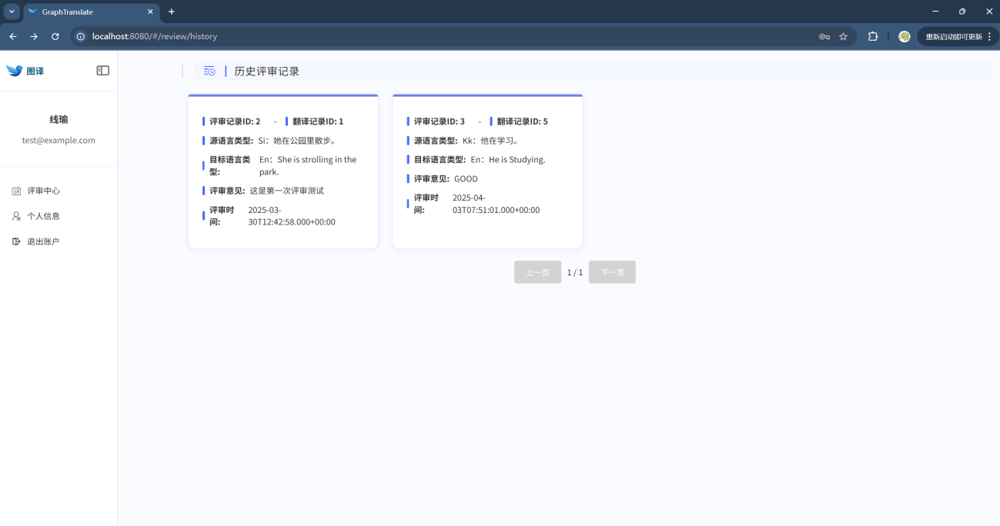 GraphTranslate
localhost:8080/#/review/history
重新启动即可更新
图译
线瑜
test@example.com
评审中心
个人信息
退出账户
历史评审记录
评审记录ID: 2 - 翻译记录ID: 1
源语言类型: Si：她在公园里散步。
目标语言类
型:
En：She is strolling in the
park.
评审意见: 这是第一次评审测试
评审时
间:
2025-03-
30T12:42:58.000+00:00
评审记录ID: 3 - 翻译记录ID: 5
源语言类型: Kk：他在学习。
目标语言类型: En：He is Studying.
评审意见: GOOD
评审时
间:
2025-04-
03T07:51:01.000+00:00
上一页 1 / 1 下一页